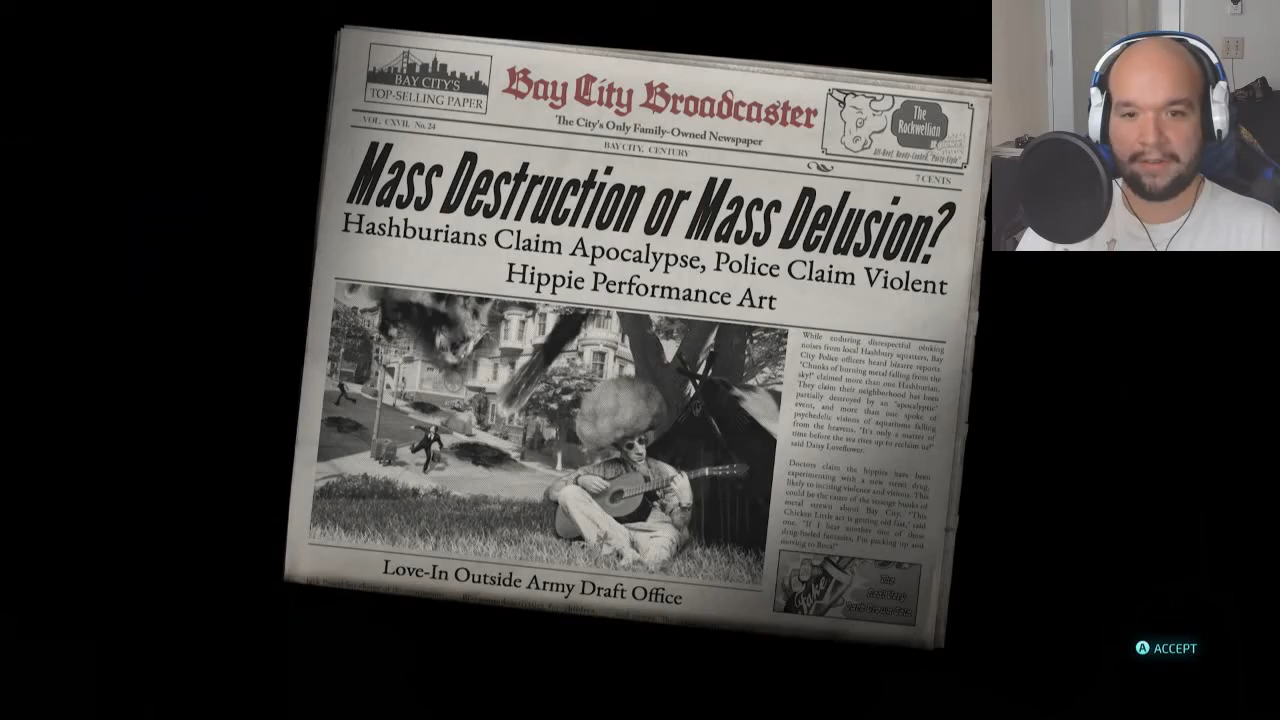 BAY CITY'S
TOP-SELLING PAPER
Bay City Broadcaster
The City's Only Family-Owned Newspaper
The
Rockwellian
VOL. CXVII, No. 24
BAY CITY, CENTURY
7 CENTS
Mass Destruction or Mass Delusion?
Hashburians Claim Apocalypse, Police Claim Violent
Hippie Performance Art
While enduring disrespectful oinking
noises from local Hashbury squatters, Bay
City Police officers heard bizarre reports.
"Chunks of burning metal falling from the
sky!" claimed more than one Hashburian.
They claim their neighborhood has been
partially destroyed by an "apocalyptic"
event, and more than one spoke of
psychedelic visions of aquariums falling
from the heavens. "It's only a matter of
time before the sea rises up to reclaim us!"
said Daisy Loveflower.
Doctors claim the hippies have been
experimenting with a new street drug,
likely to inciting violence and visions. This
could be the cause of the strange hunks of
metal strewn about Bay City. "This
Chicken Little act is getting old fast," said
one. "If I hear another one of these
drug-fueled fantasies, I'm packing up and
moving to Boca!"
Love-In Outside Army Draft Office
A ACCEPT